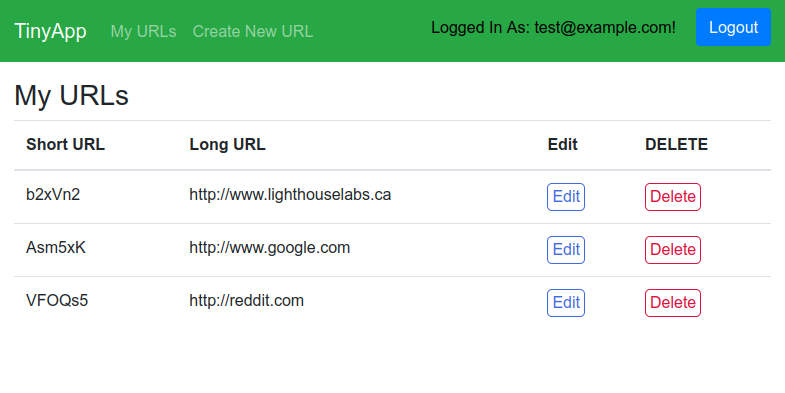 TinyApp My URLs Create New URL Logged In As: test@example.com! Logout
My URLs
Short URL Long URL Edit DELETE
b2xVn2 http://www.lighthouselabs.ca Edit Delete
Asm5xK http://www.google.com Edit Delete
VFOQs5 http://reddit.com Edit Delete